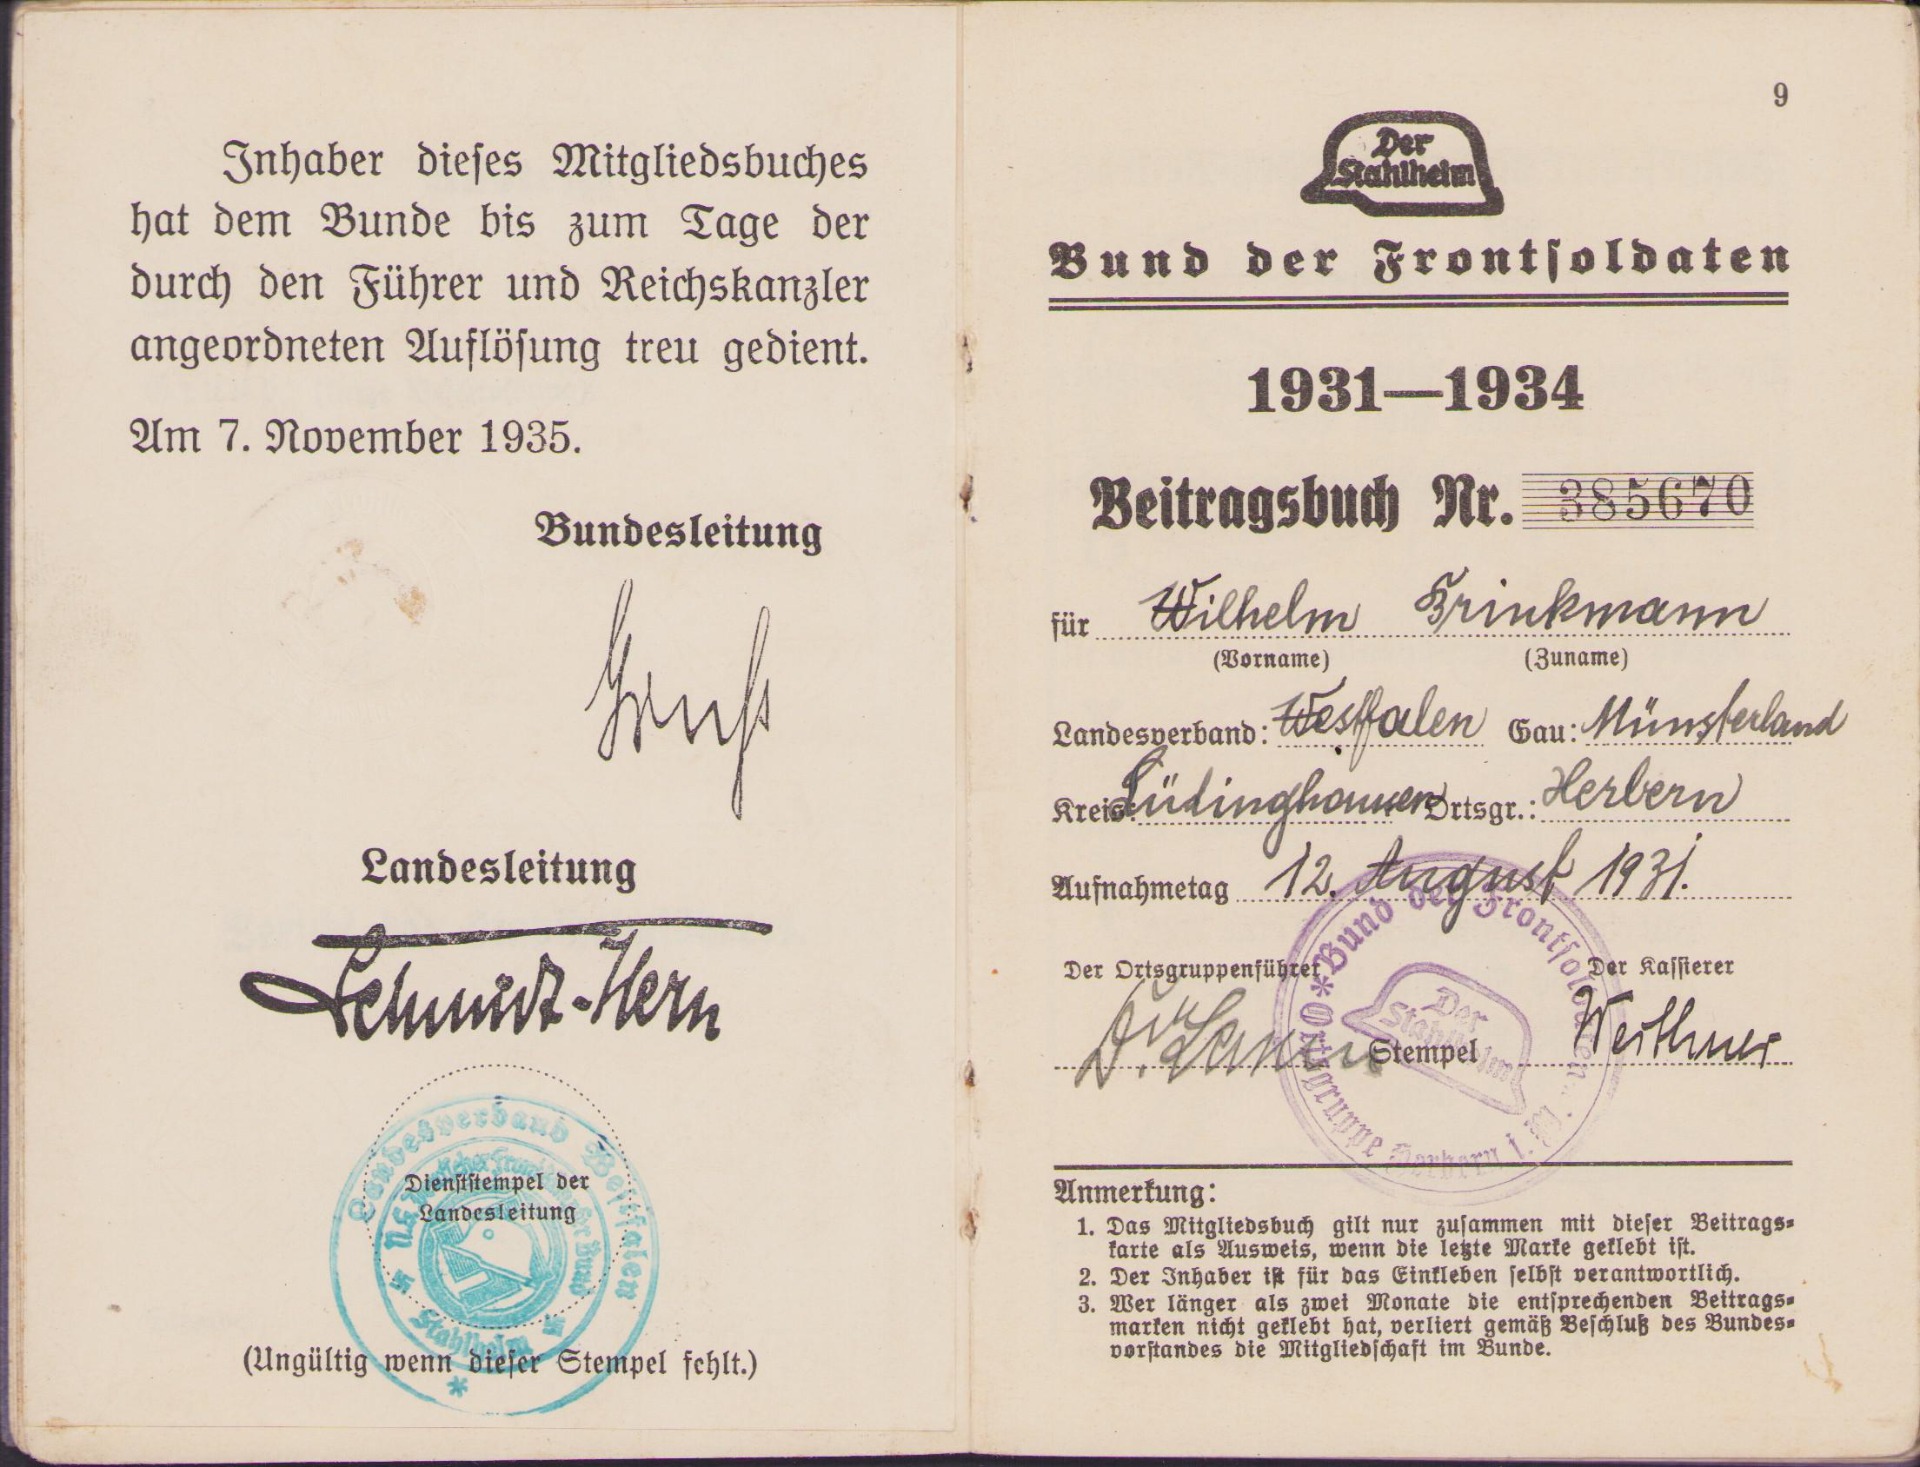 Inhaber dieses Mitgliedsbuches
hat dem Bunde bis zum Tage der
durch den Führer und Reichskanzler
angeordneten Auflösung treu gedient.
Am 7. November 1935.
Bundesleitung
Landesleitung
Schmidt-Hern
Landesverband Westfalen
Frontkämpfer Bund
Stahlhelm
Dienststempel der
Landesleitung
(Ungültig wenn dieser Stempel fehlt.)
9
Der
Stahlhelm
Bund der Frontsoldaten
1931—1934
Beitragsbuch Nr. 385670
für Wilhelm Brinkmann
(Vorname) (Zuname)
Landesverband: Westfalen Gau: Münsterland
Kreis: Lüdinghausen Ortsgr.: Herbern
Aufnahmetag 12. August 1931.
Der Ortsgruppenführer Der Kassierer
Stempel
Bund der Frontsoldaten
Der
Stahlhelm
Ortsgruppe Herbern i. W.
Anmerkung:
1. Das Mitgliedsbuch gilt nur zusammen mit dieser Beitrags-
karte als Ausweis, wenn die letzte Marke geklebt ist.
2. Der Inhaber ist für das Einkleben selbst verantwortlich.
3. Wer länger als zwei Monate die entsprechenden Beitrags-
marken nicht geklebt hat, verliert gemäß Beschluß des Bundes-
vorstandes die Mitgliedschaft im Bunde.